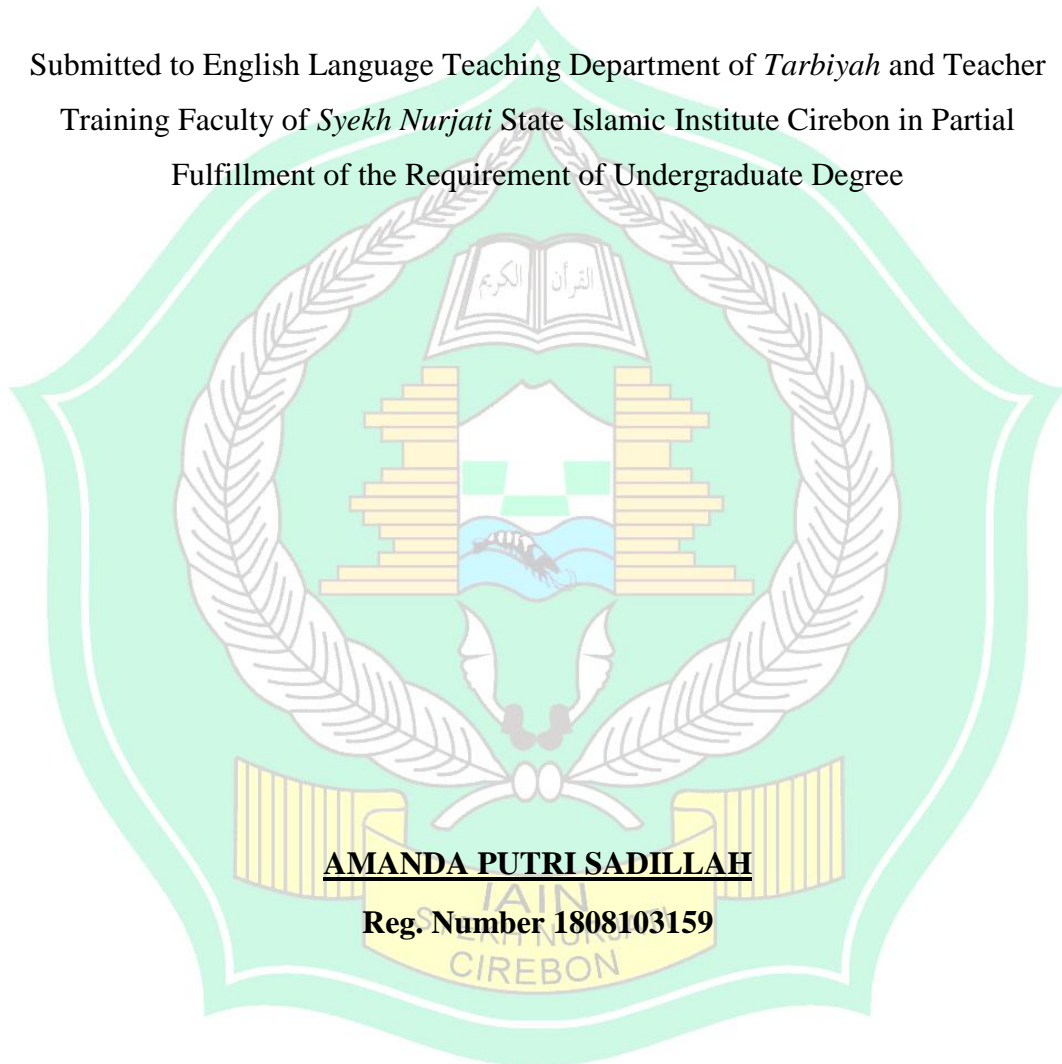 Submitted to English Language Teaching Department of Tarbiyah and Teacher
Training Faculty of Syekh Nurjati State Islamic Institute Cirebon in Partial
Fulfillment of the Requirement of Undergraduate Degree
القرآن الكريم
AMANDA PUTRI SADILLAH
IAIN
Reg. Number 1808103159
SYEKH NURJATI
CIREBON